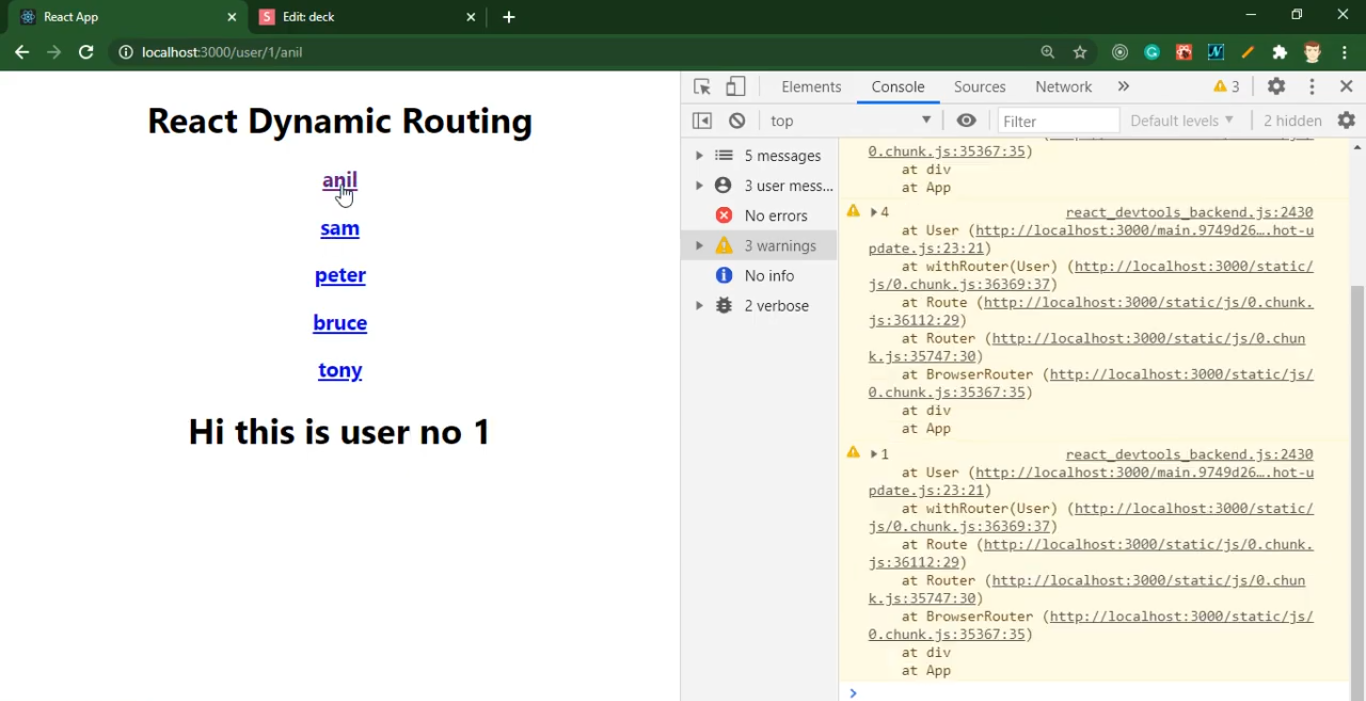 React App
S Edit: deck
localhost:3000/user/1/anil
React Dynamic Routing
anil
sam
peter
bruce
tony
Hi this is user no 1
Elements Console Sources Network » 3
top Filter Default levels 2 hidden
5 messages
3 user mess...
No errors
3 warnings
No info
2 verbose
0.chunk.js:35367:35)
at div
at App
4 react_devtools_backend.js:2430
at User (http://localhost:3000/main.9749d26….hot-u
pdate.js:23:21)
at withRouter(User) (http://localhost:3000/static/
js/0.chunk.js:36369:37)
at Route (http://localhost:3000/static/js/0.chunk.
js:36112:29)
at Router (http://localhost:3000/static/js/0.chun
k.js:35747:30)
at BrowserRouter (http://localhost:3000/static/js/
0.chunk.js:35367:35)
at div
at App
1 react_devtools_backend.js:2430
at User (http://localhost:3000/main.9749d26….hot-u
pdate.js:23:21)
at withRouter(User) (http://localhost:3000/static/
js/0.chunk.js:36369:37)
at Route (http://localhost:3000/static/js/0.chunk.
js:36112:29)
at Router (http://localhost:3000/static/js/0.chun
k.js:35747:30)
at BrowserRouter (http://localhost:3000/static/js/
0.chunk.js:35367:35)
at div
at App